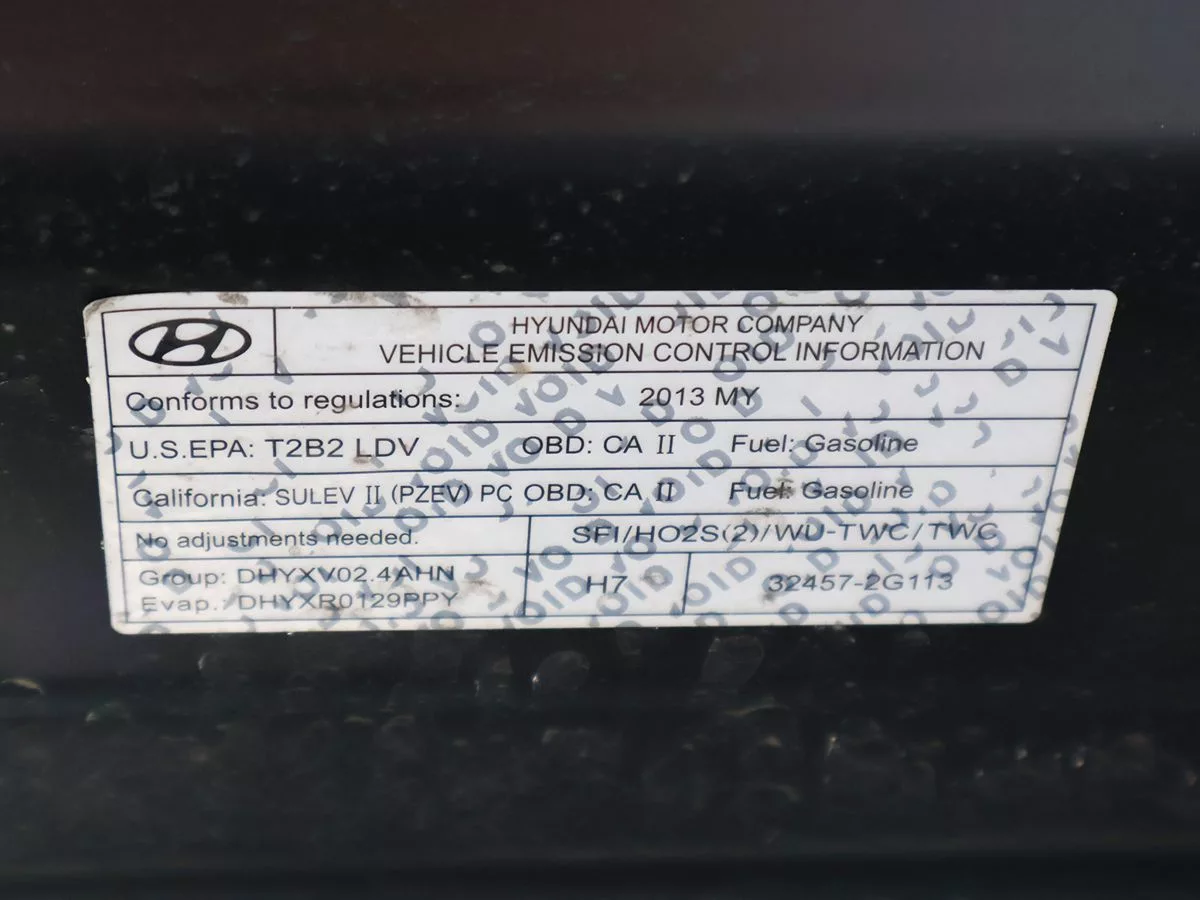 HYUNDAI MOTOR COMPANY
VEHICLE EMISSION CONTROL INFORMATION
Conforms to regulations: 2013 MY
U.S.EPA: T2B2 LDV OBD: CA II Fuel: Gasoline
California: SULEV II (PZEV) PC OBD: CA II Fuel: Gasoline
No adjustments needed. SFI/HO2S(2)/WU-TWC/TWC
Group: DHYXV02.4AHN H7 32457-2G113
Evap.: DHYXR0129PPY